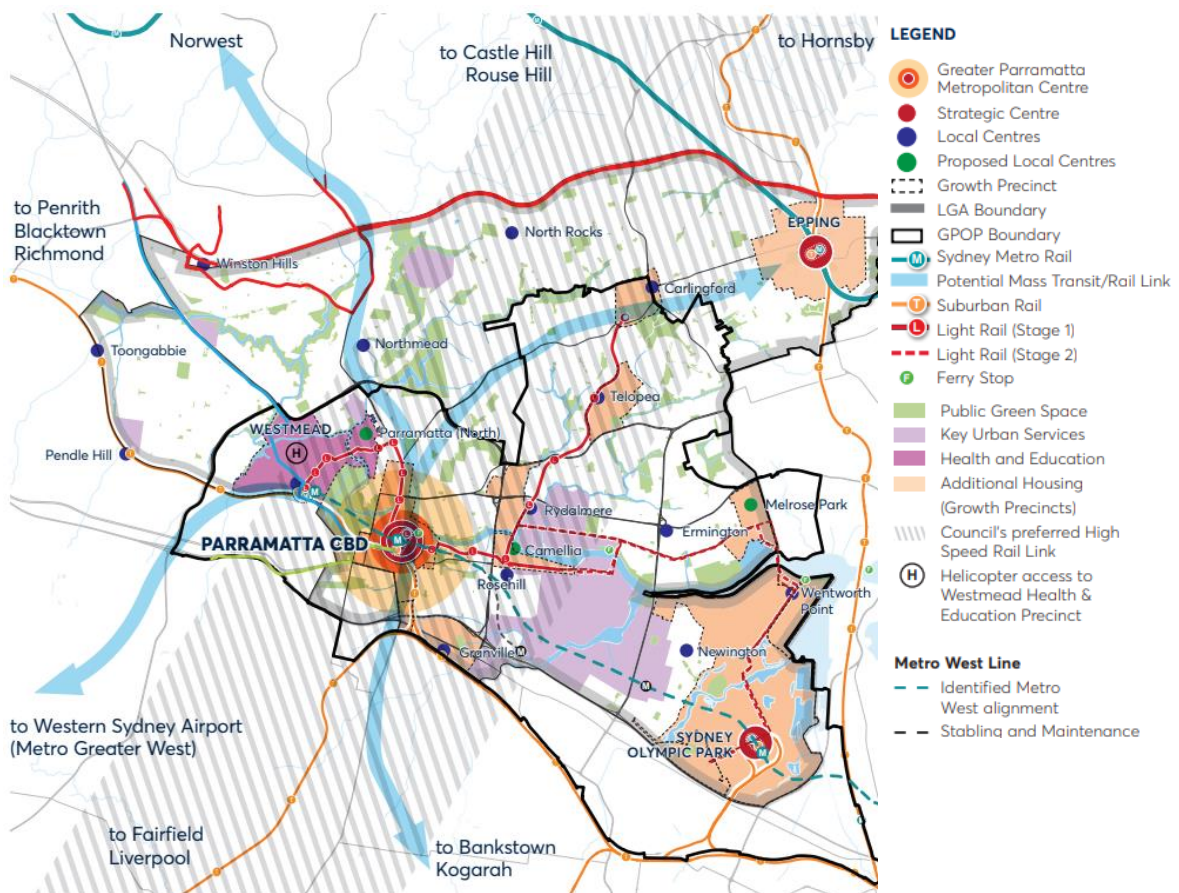 Norwest
to Castle Hill
Rouse Hill
to Hornsby
to Penrith
Blacktown
Richmond
EPPING
North Rocks
Winston Hills
Carlingford
Toongabbie
Northmead
Telopea
WESTMEAD
H
Parramatta (North)
Pendle Hill
Rydalmere
Ermington
Melrose Park
PARRAMATTA CBD
Camellia
Rosehill
Wentworth
Point
Granville
Newington
SYDNEY
OLYMPIC PARK
to Western Sydney Airport
(Metro Greater West)
to Fairfield
Liverpool
to Bankstown
Kogarah
LEGEND
Greater Parramatta
Metropolitan Centre
Strategic Centre
Local Centres
Proposed Local Centres
Growth Precinct
LGA Boundary
GPOP Boundary
M Sydney Metro Rail
Potential Mass Transit/Rail Link
T Suburban Rail
L Light Rail (Stage 1)
Light Rail (Stage 2)
F Ferry Stop
Public Green Space
Key Urban Services
Health and Education
Additional Housing
(Growth Precincts)
Council's preferred High
Speed Rail Link
H Helicopter access to
Westmead Health &
Education Precinct
Metro West Line
Identified Metro
West alignment
Stabling and Maintenance